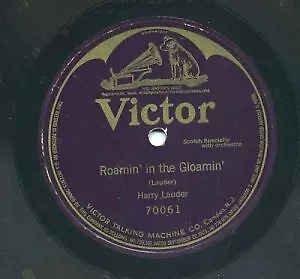 HIS MASTER'S VOICE
Victor
Scotch Specialty
with orchestra
Roamin' in the Gloamin'
(Lauder)
Harry Lauder
70061
VICTOR TALKING MACHINE CO. Camden, N.J.